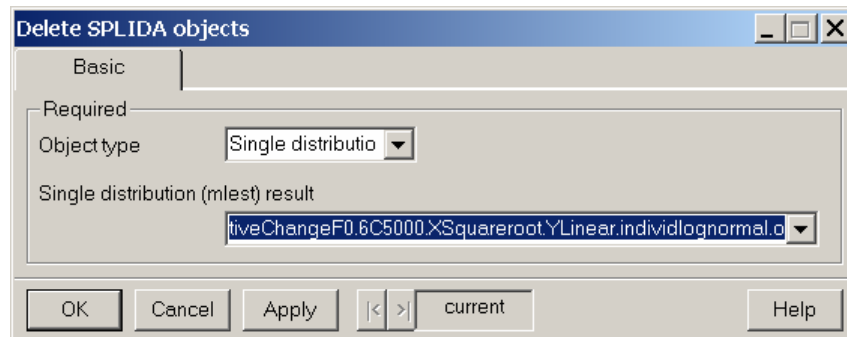 Delete SPLIDA objects
Basic
Required
Object type
Single distributio
Single distribution (mlest) result
tiveChangeF0.6C5000.XSquareroot.YLinear.individlognormal.o
OK Cancel Apply |< >| current Help